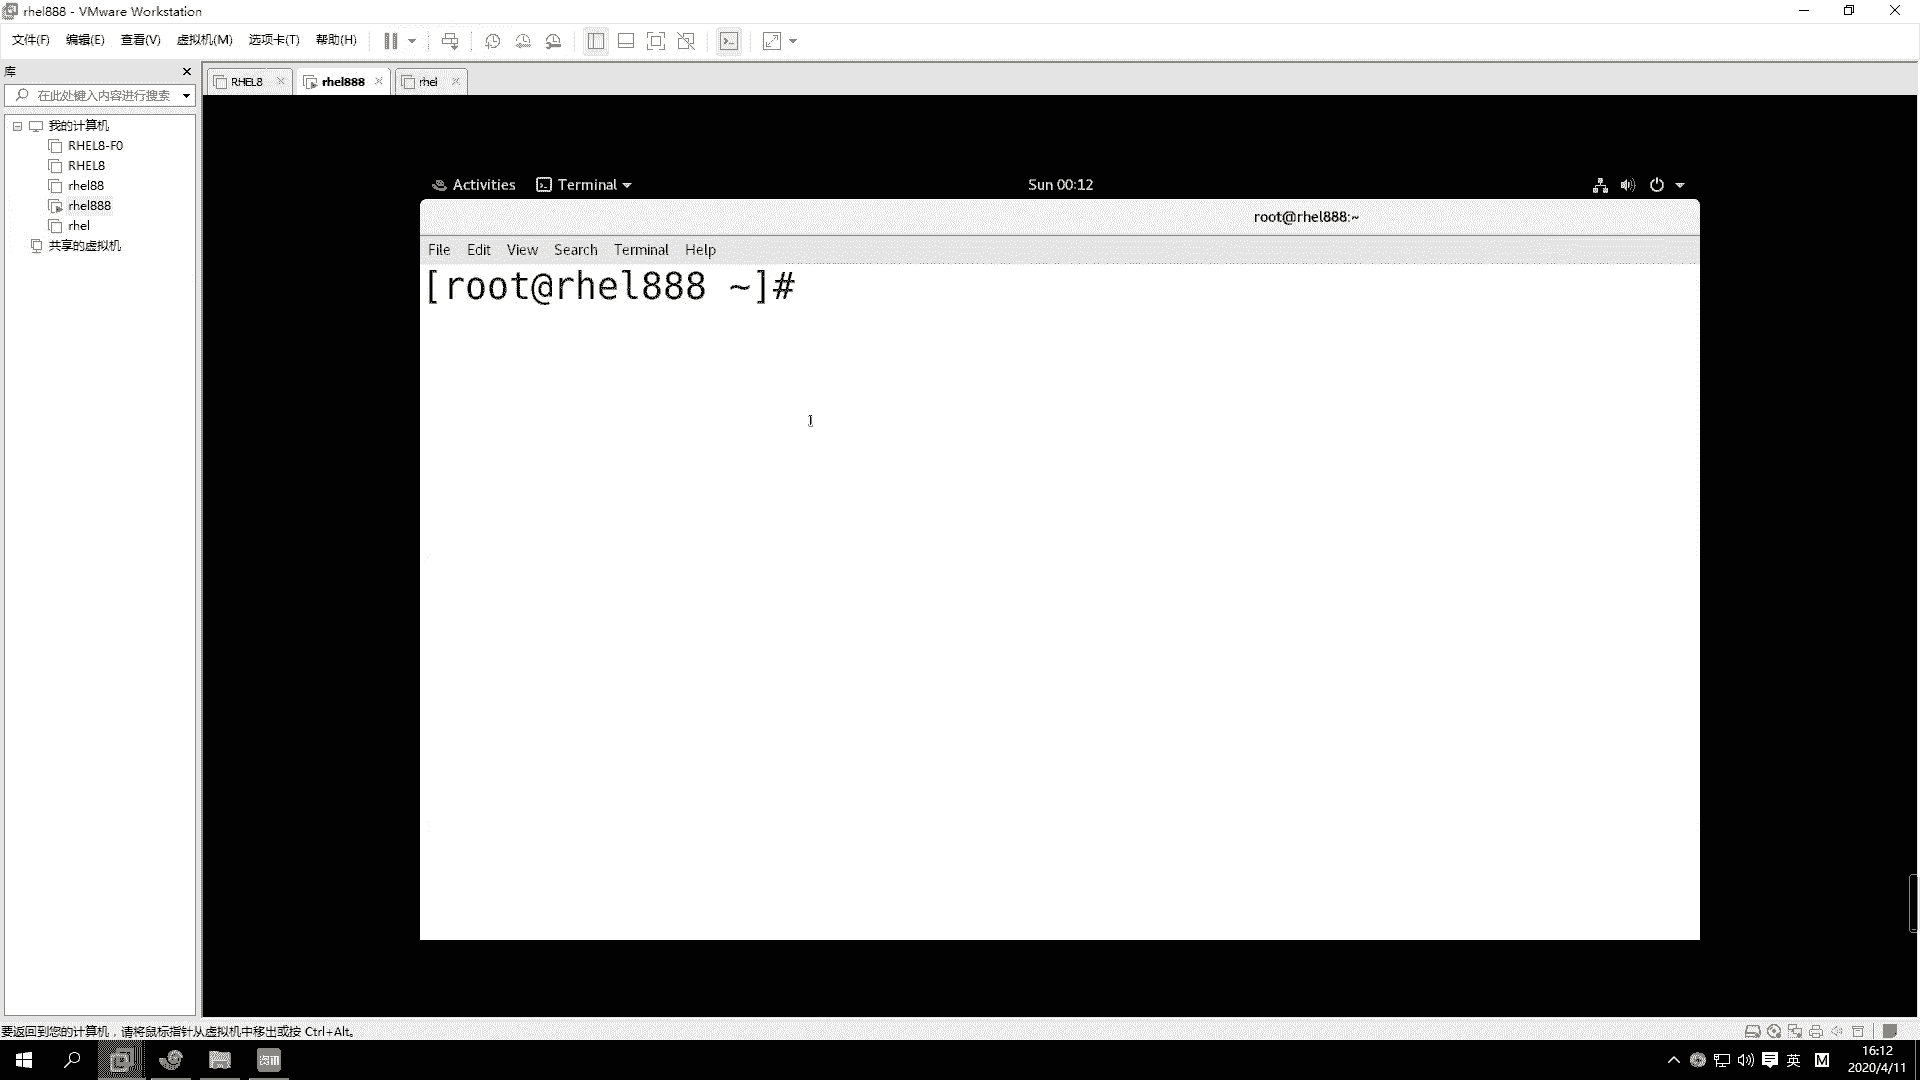 rhel888 - VMware Workstation
文件(F) 编辑(E) 查看(V) 虚拟机(M) 选项卡(T) 帮助(H)
库
RHEL8 rhel888 rhel
在此处键入内容进行搜索
我的计算机
RHEL8-F0
RHEL8
rhel88
rhel888
rhel
共享的虚拟机
Activities Terminal Sun 00:12
root@rhel888:~
File Edit View Search Terminal Help
[root@rhel888 ~]#
要返回到您的计算机，请将鼠标指针从虚拟机中移出或按 Ctrl+Alt。
资讯
英 M
16:12
2020/4/11